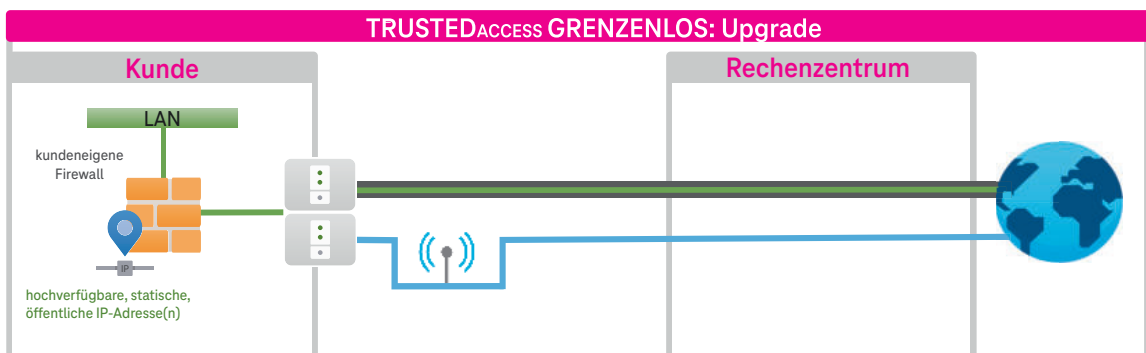 TRUSTEDACCESS GRENZENLOS: Upgrade
Kunde
Rechenzentrum
LAN
kundeneigene
Firewall
IP
hochverfügbare, statische,
öffentliche IP-Adresse(n)